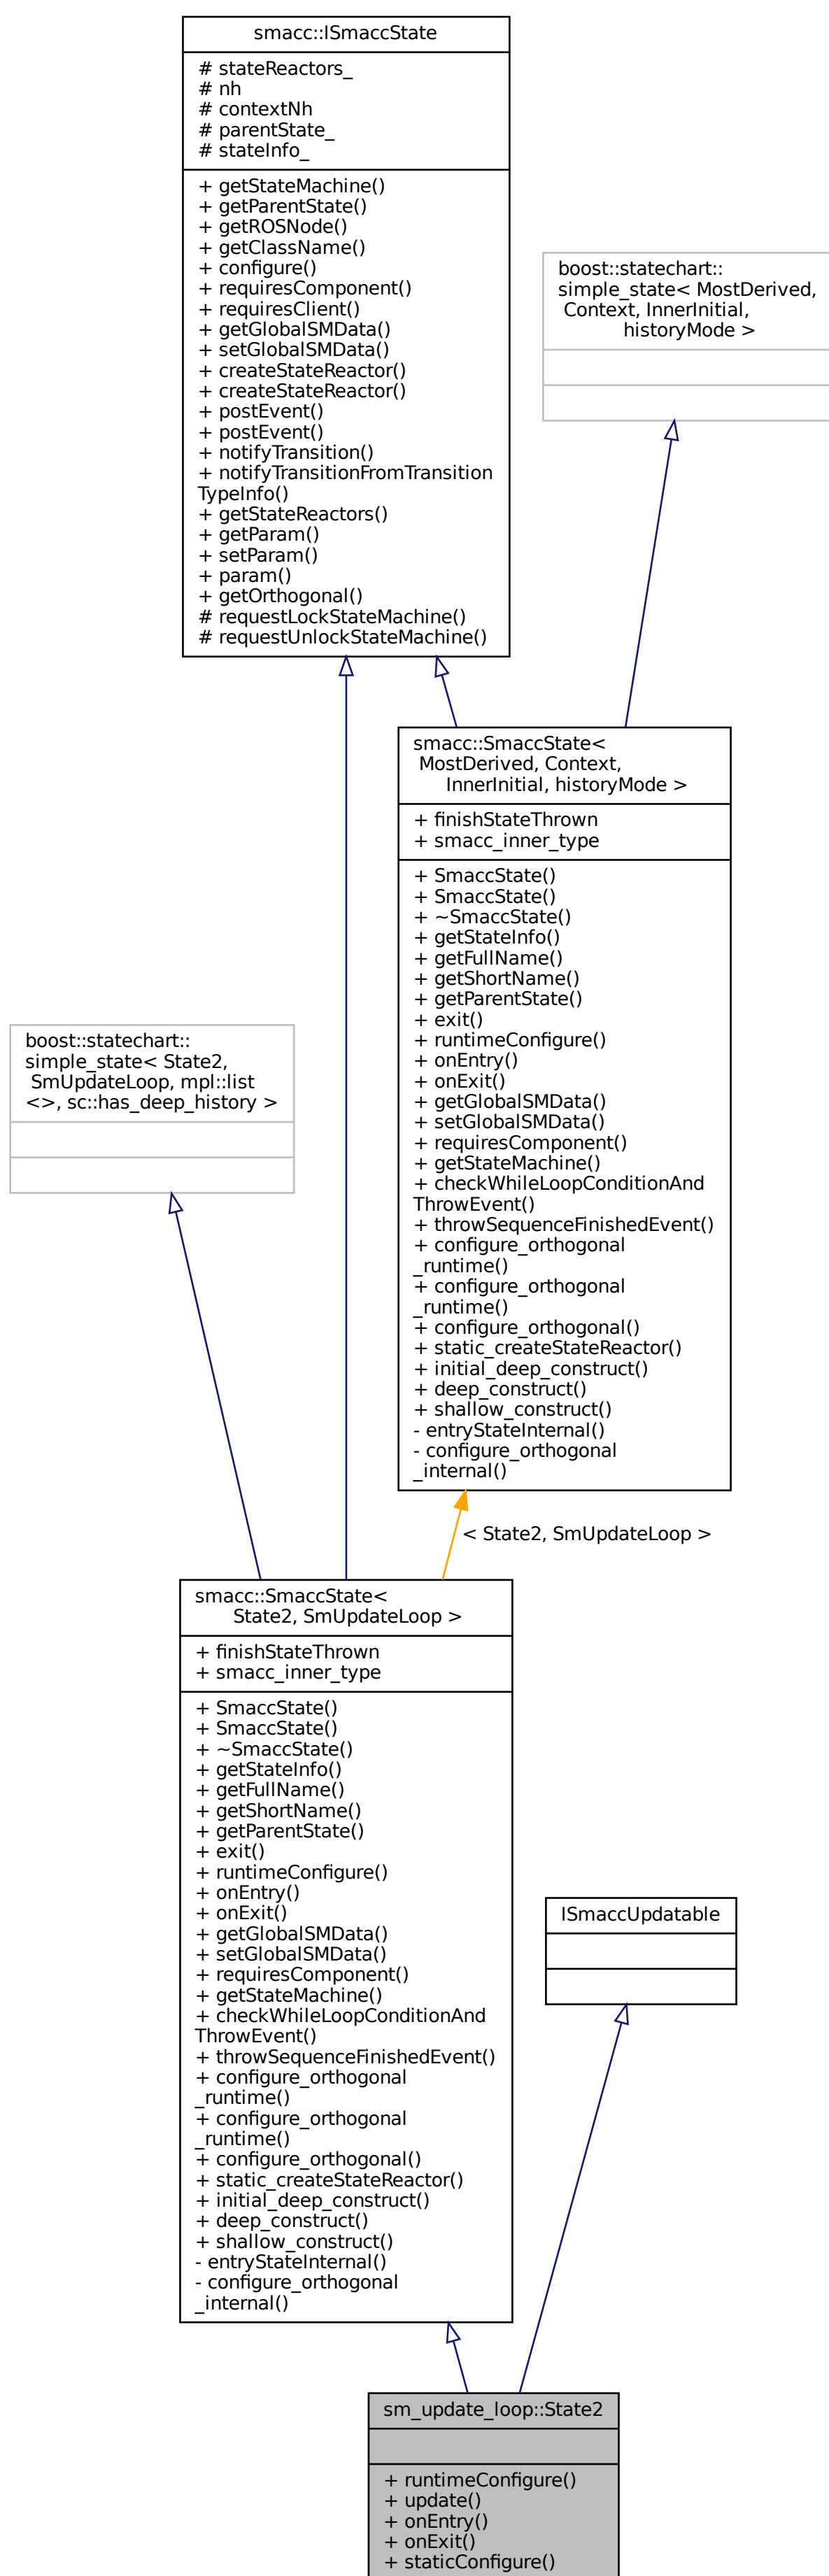 smacc::ISmaccState
# stateReactors_
# nh
# contextNh
# parentState_
# stateInfo_
+ getStateMachine()
+ getParentState()
+ getROSNode()
+ getClassName()
+ configure()
+ requiresComponent()
+ requiresClient()
+ getGlobalSMData()
+ setGlobalSMData()
+ createStateReactor()
+ createStateReactor()
+ postEvent()
+ postEvent()
+ notifyTransition()
+ notifyTransitionFromTransition
TypeInfo()
+ getStateReactors()
+ getParam()
+ setParam()
+ param()
+ getOrthogonal()
# requestLockStateMachine()
# requestUnlockStateMachine()
boost::statechart::
simple_state< MostDerived,
Context, InnerInitial,
historyMode >
smacc::SmaccState<
MostDerived, Context,
InnerInitial, historyMode >
+ finishStateThrown
+ smacc_inner_type
+ SmaccState()
+ SmaccState()
+ ~SmaccState()
+ getStateInfo()
+ getFullName()
+ getShortName()
+ getParentState()
+ exit()
+ runtimeConfigure()
+ onEntry()
+ onExit()
+ getGlobalSMData()
+ setGlobalSMData()
+ requiresComponent()
+ getStateMachine()
+ checkWhileLoopConditionAnd
ThrowEvent()
+ throwSequenceFinishedEvent()
+ configure_orthogonal
_runtime()
+ configure_orthogonal
_runtime()
+ configure_orthogonal()
+ static_createStateReactor()
+ initial_deep_construct()
+ deep_construct()
+ shallow_construct()
- entryStateInternal()
- configure_orthogonal
_internal()
boost::statechart::
simple_state< State2,
SmUpdateLoop, mpl::list
<>, sc::has_deep_history >
< State2, SmUpdateLoop >
smacc::SmaccState<
State2, SmUpdateLoop >
+ finishStateThrown
+ smacc_inner_type
+ SmaccState()
+ SmaccState()
+ ~SmaccState()
+ getStateInfo()
+ getFullName()
+ getShortName()
+ getParentState()
+ exit()
+ runtimeConfigure()
+ onEntry()
+ onExit()
+ getGlobalSMData()
+ setGlobalSMData()
+ requiresComponent()
+ getStateMachine()
+ checkWhileLoopConditionAnd
ThrowEvent()
+ throwSequenceFinishedEvent()
+ configure_orthogonal
_runtime()
+ configure_orthogonal
_runtime()
+ configure_orthogonal()
+ static_createStateReactor()
+ initial_deep_construct()
+ deep_construct()
+ shallow_construct()
- entryStateInternal()
- configure_orthogonal
_internal()
ISmaccUpdatable
sm_update_loop::State2
+ runtimeConfigure()
+ update()
+ onEntry()
+ onExit()
+ staticConfigure()